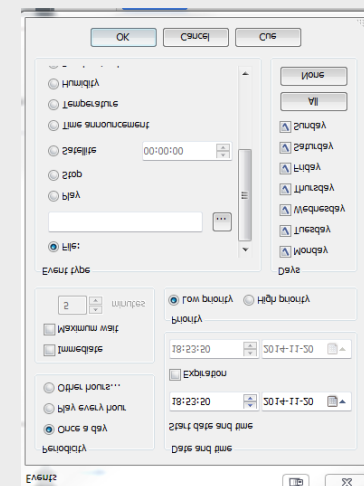 Events
Periodicity
Once a day
Play every hour
Other hours...
Immediate
Maximum wait
5 minutes
Date and time
Start date and time
18:53:50 2014-11-20
Expiration
18:53:50 2014-11-20
Priority
Low priority High priority
Event type
File:
...
Play
Stop
Satellite 00:00:00
Time announcement
Temperature
Humidity
Days
Monday
Tuesday
Wednesday
Thursday
Friday
Saturday
Sunday
All
None
OK Cancel Cue